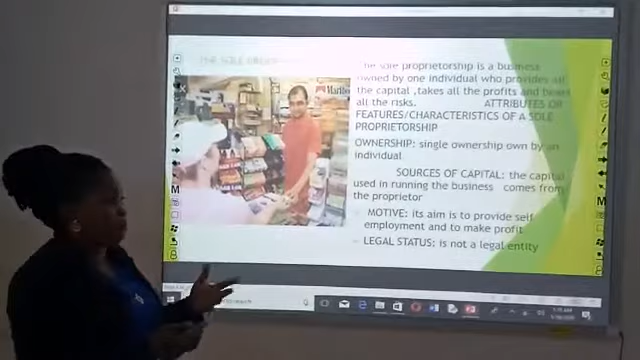 The sole proprietorship is a business
owned by one individual who provides all
the capital ,takes all the profits and bears
all the risks. ATTRIBUTES OR
FEATURES/CHARACTERISTICS OF A SOLE
PROPRIETORSHIP
OWNERSHIP: single ownership own by an
individual
SOURCES OF CAPITAL: the capital
used in running the business comes from
the proprietor
MOTIVE: its aim is to provide self
employment and to make profit
LEGAL STATUS: is not a legal entity
Marlboro